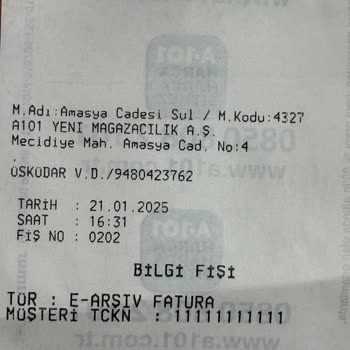 M.Adı:Amasya Cadesi Sul / M.Kodu:4327
A101 YENİ MAGAZACILIK A.Ş.
Mecidiye Mah. Amasya Cad. No:4
.
ÜSKÜDAR V.D./9480423762
TARİH : 21.01.2025
SAAT : 16:31
FİŞ NO : 0202
BİLGİ FİŞİ
TÜR : E-ARŞIV FATURA
MÜŞTERİ TCKN : 11111111111